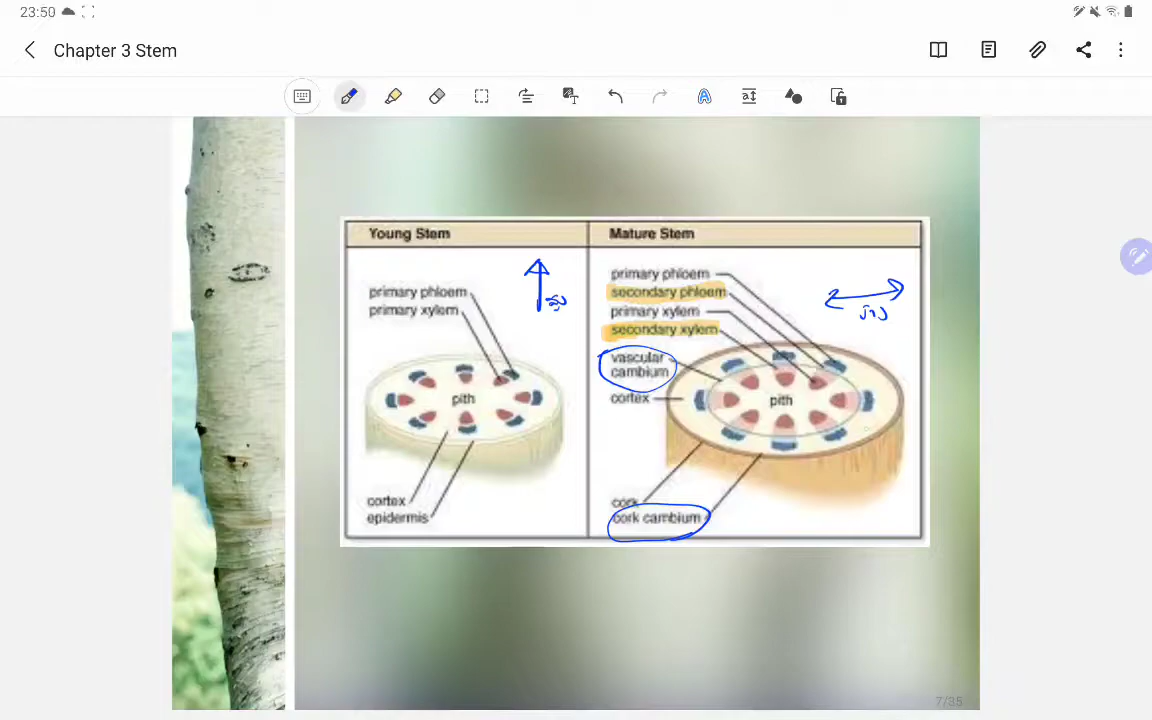 23:50
Chapter 3 Stem
Young Stem
Mature Stem
primary phloem
primary xylem
pith
cortex
epidermis
primary phloem
secondary phloem
primary xylem
secondary xylem
vascular
cambium
cortex
pith
cork
cork cambium
7/35